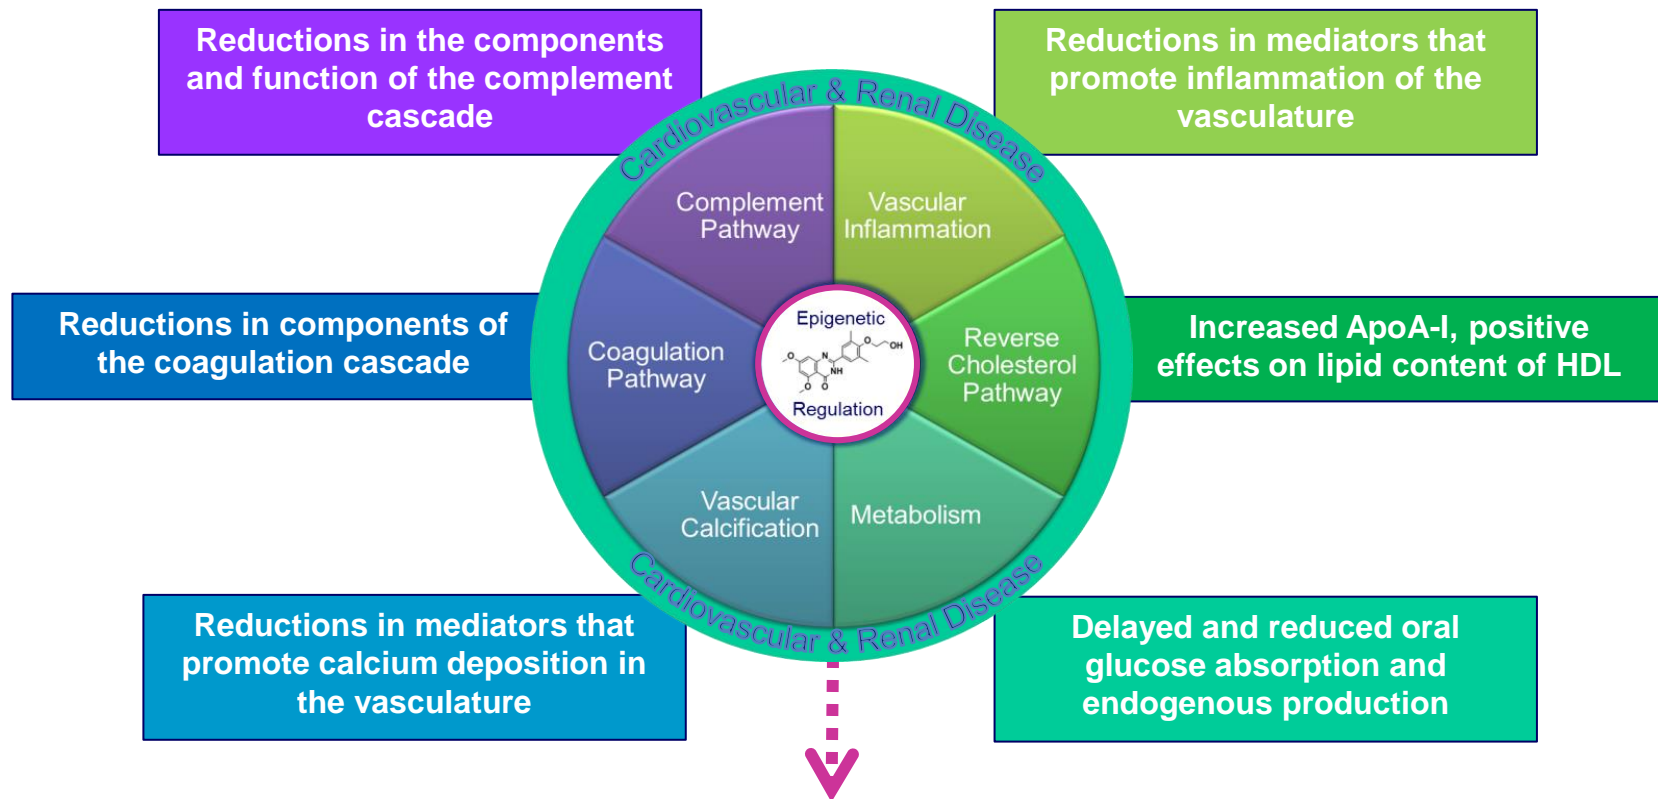 Reductions in the components
and function of the complement
cascade
Reductions in mediators that
promote inflammation of the
vasculature
Cardiovascular & Renal Disease
Complement
Pathway
Vascular
Inflammation
Reductions in components of
the coagulation cascade
Coagulation
Pathway
Epigenetic
O
OH
O
N
NH
O
O
Regulation
Reverse
Cholesterol
Pathway
Increased ApoA-I, positive
effects on lipid content of HDL
Vascular
Calcification
Metabolism
Cardiovascular & Renal Disease
Reductions in mediators that
promote calcium deposition in
the vasculature
Delayed and reduced oral
glucose absorption and
endogenous production